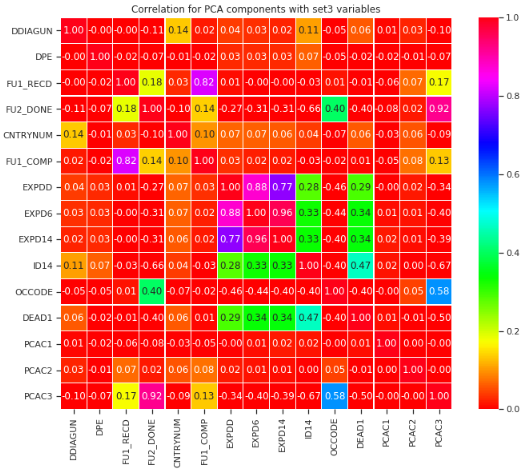 Correlation for PCA components with set3 variables
DDIAGUN 1.00 -0.00 -0.00 -0.11 0.14 0.02 0.04 0.03 0.02 0.11 -0.05 0.06 0.01 0.03 -0.10
DPE -0.00 1.00 -0.02 -0.07 -0.01 -0.02 0.03 0.03 0.03 0.07 -0.05 -0.02 -0.02 -0.01 -0.07
FU1_RECD -0.00 -0.02 1.00 0.18 0.03 0.82 0.01 -0.00 -0.00 -0.03 0.01 -0.01 -0.06 0.07 0.17
FU2_DONE -0.11 -0.07 0.18 1.00 -0.10 0.14 -0.27 -0.31 -0.31 -0.66 0.40 -0.40 -0.08 0.02 0.92
CNTRYNUM 0.14 -0.01 0.03 -0.10 1.00 0.10 0.07 0.07 0.06 0.04 -0.07 0.06 -0.03 0.06 -0.09
FU1_COMP 0.02 -0.02 0.82 0.14 0.10 1.00 0.03 0.02 0.02 -0.03 -0.02 0.01 -0.05 0.08 0.13
EXPDD 0.04 0.03 0.01 -0.27 0.07 0.03 1.00 0.88 0.77 0.28 -0.46 0.29 -0.00 0.02 -0.34
EXPD6 0.03 0.03 -0.00 -0.31 0.07 0.02 0.88 1.00 0.96 0.33 -0.44 0.34 0.01 0.01 -0.40
EXPD14 0.02 0.03 -0.00 -0.31 0.06 0.02 0.77 0.96 1.00 0.33 -0.40 0.34 0.02 0.01 -0.39
ID14 0.11 0.07 -0.03 -0.66 0.04 -0.03 0.28 0.33 0.33 1.00 -0.40 0.47 0.02 0.00 -0.67
OCCODE -0.05 -0.05 0.01 0.40 -0.07 -0.02 -0.46 -0.44 -0.40 -0.40 1.00 -0.40 -0.00 0.05 0.58
DEAD1 0.06 -0.02 -0.01 -0.40 0.06 0.01 0.29 0.34 0.34 0.47 -0.40 1.00 0.01 -0.01 -0.50
PCAC1 0.01 -0.02 -0.06 -0.08 -0.03 -0.05 -0.00 0.01 0.02 0.02 -0.00 0.01 1.00 -0.00 -0.00
PCAC2 0.03 -0.01 0.07 0.02 0.06 0.08 0.02 0.01 0.01 0.00 0.05 -0.01 -0.00 1.00 -0.00
PCAC3 -0.10 -0.07 0.17 0.92 -0.09 0.13 -0.34 -0.40 -0.39 -0.67 0.58 -0.50 -0.00 -0.00 1.00
DDIAGUN DPE FU1_RECD FU2_DONE CNTRYNUM FU1_COMP EXPDD EXPD6 EXPD14 ID14 OCCODE DEAD1 PCAC1 PCAC2 PCAC3
1.0
0.8
0.6
0.4
0.2
0.0